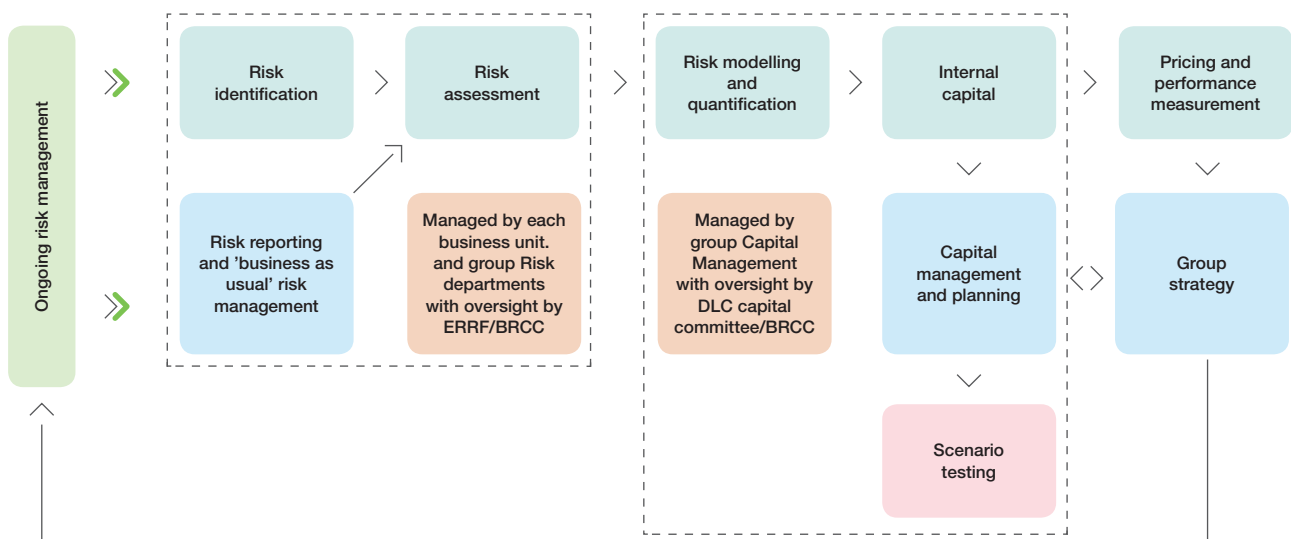 Ongoing risk management
Risk
identification
Risk
assessment
Risk modelling
and
quantification
Internal
capital
Pricing and
performance
measurement
Risk reporting
and 'business as
usual' risk
management
Managed by each
business unit.
and group Risk
departments
with oversight by
ERRF/BRCC
Managed by
group Capital
Management
with oversight by
DLC capital
committee/BRCC
Capital
management
and planning
Group
strategy
Scenario
testing